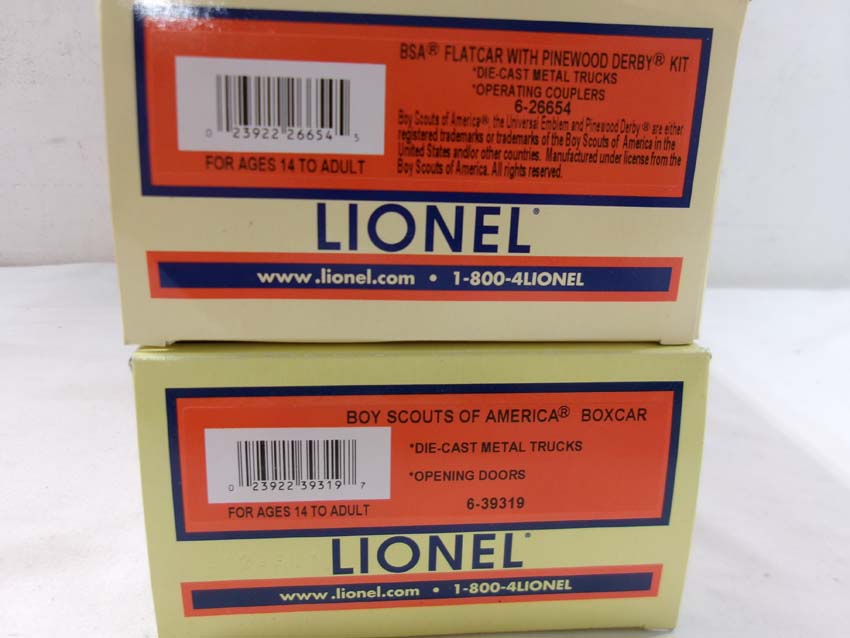 BSA® FLATCAR WITH PINEWOOD DERBY® KIT
*DIE-CAST METAL TRUCKS
*OPERATING COUPLERS
6-26654
Boy Scouts of America®, the Universal Emblem and Pinewood Derby® are either
registered trademarks or trademarks of the Boy Scouts of America in the
United States and/or other countries. Manufactured under license from the
Boy Scouts of America. All rights reserved.
0 23922 26654 5
FOR AGES 14 TO ADULT
LIONEL®
www.lionel.com • 1-800-4LIONEL
BOY SCOUTS OF AMERICA® BOXCAR
*DIE-CAST METAL TRUCKS
*OPENING DOORS
6-39319
0 23922 39319 7
FOR AGES 14 TO ADULT
LIONEL®
www.lionel.com • 1-800-4LIONEL